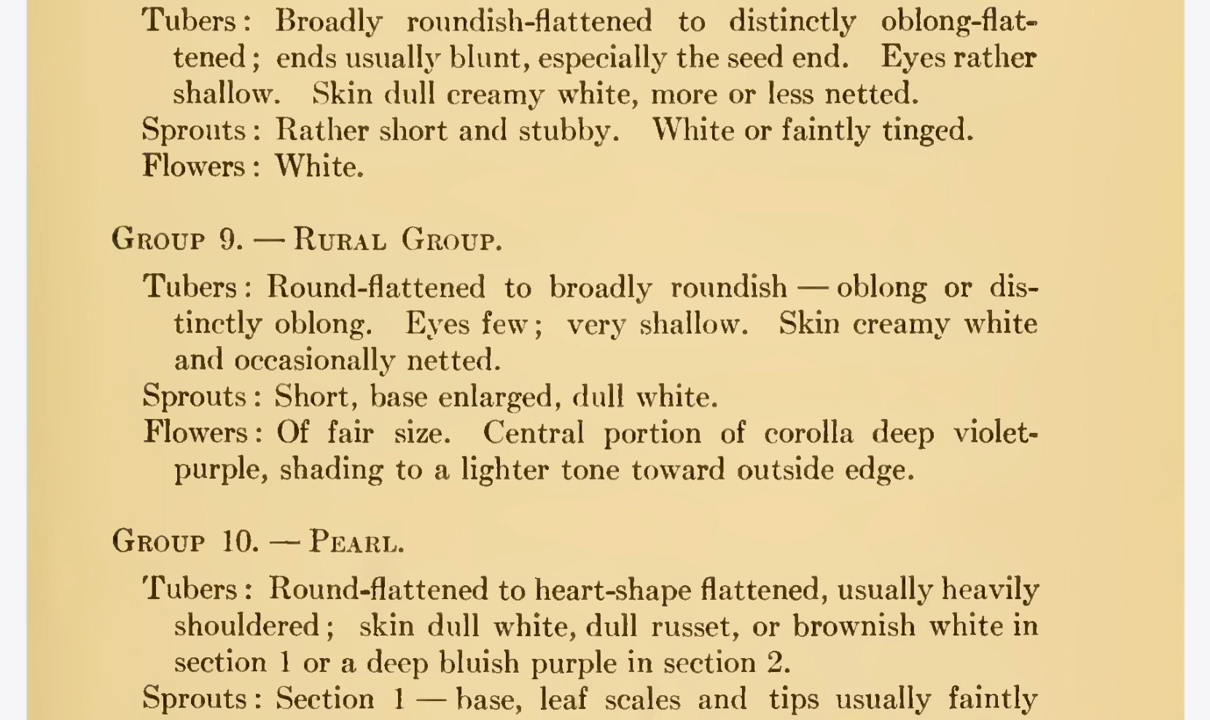 Tubers: Broadly roundish-flattened to distinctly oblong-flat-
tened; ends usually blunt, especially the seed end. Eyes rather
shallow. Skin dull creamy white, more or less netted.
Sprouts: Rather short and stubby. White or faintly tinged.
Flowers: White.
Group 9. — Rural Group.
Tubers: Round-flattened to broadly roundish — oblong or dis-
tinctly oblong. Eyes few; very shallow. Skin creamy white
and occasionally netted.
Sprouts: Short, base enlarged, dull white.
Flowers: Of fair size. Central portion of corolla deep violet-
purple, shading to a lighter tone toward outside edge.
Group 10. — Pearl.
Tubers: Round-flattened to heart-shape flattened, usually heavily
shouldered; skin dull white, dull russet, or brownish white in
section 1 or a deep bluish purple in section 2.
Sprouts: Section 1 — base, leaf scales and tips usually faintly